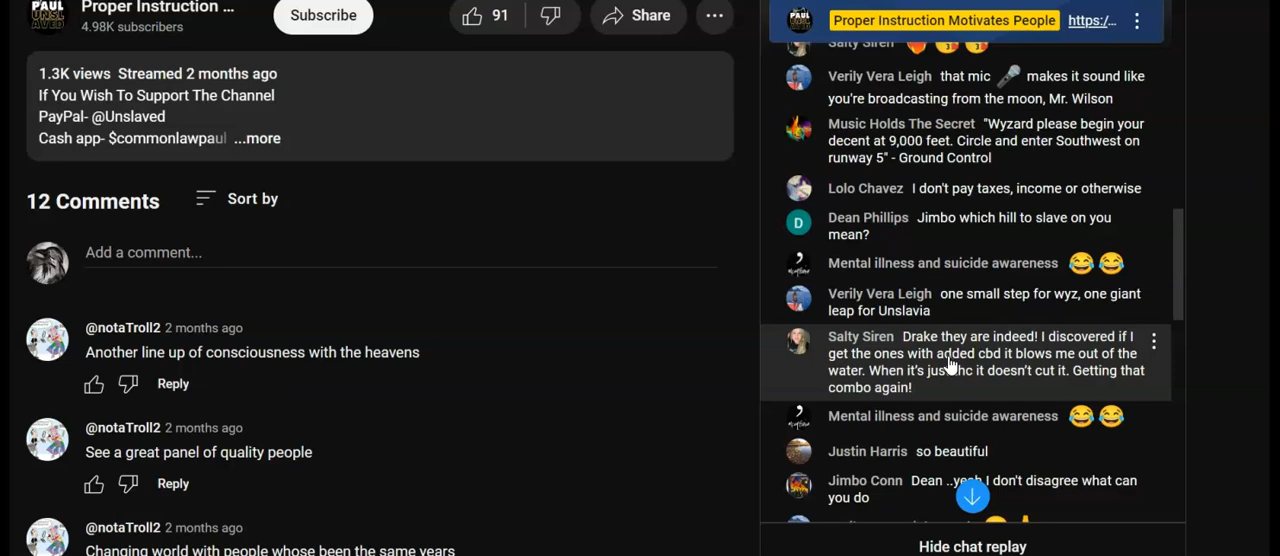 PAUL
UNSL
AVED
Proper Instruction ...
4.98K subscribers
Subscribe
91
Share
1.3K views Streamed 2 months ago
If You Wish To Support The Channel
PayPal- @Unslaved
Cash app- $commonlawpaul ...more
12 Comments
Sort by
Add a comment...
@notaTroll2 2 months ago
Another line up of consciousness with the heavens
Reply
@notaTroll2 2 months ago
See a great panel of quality people
Reply
@notaTroll2 2 months ago
Changing world with people whose been the same years
Proper Instruction Motivates People https:/...
Salty Siren
Verily Vera Leigh that mic 🎤 makes it sound like
you're broadcasting from the moon, Mr. Wilson
Music Holds The Secret "Wyzard please begin your
decent at 9,000 feet. Circle and enter Southwest on
runway 5" - Ground Control
Lolo Chavez I don't pay taxes, income or otherwise
D
Dean Phillips Jimbo which hill to slave on you
mean?
Mental illness and suicide awareness 😂😂
Verily Vera Leigh one small step for wyz, one giant
leap for Unslavia
Salty Siren Drake they are indeed! I discovered if I
get the ones with added cbd it blows me out of the
water. When it's just thc it doesn't cut it. Getting that
combo again!
Mental illness and suicide awareness 😂😂
Justin Harris so beautiful
Jimbo Conn Dean ..yeah I don't disagree what can
you do
Hide chat replay